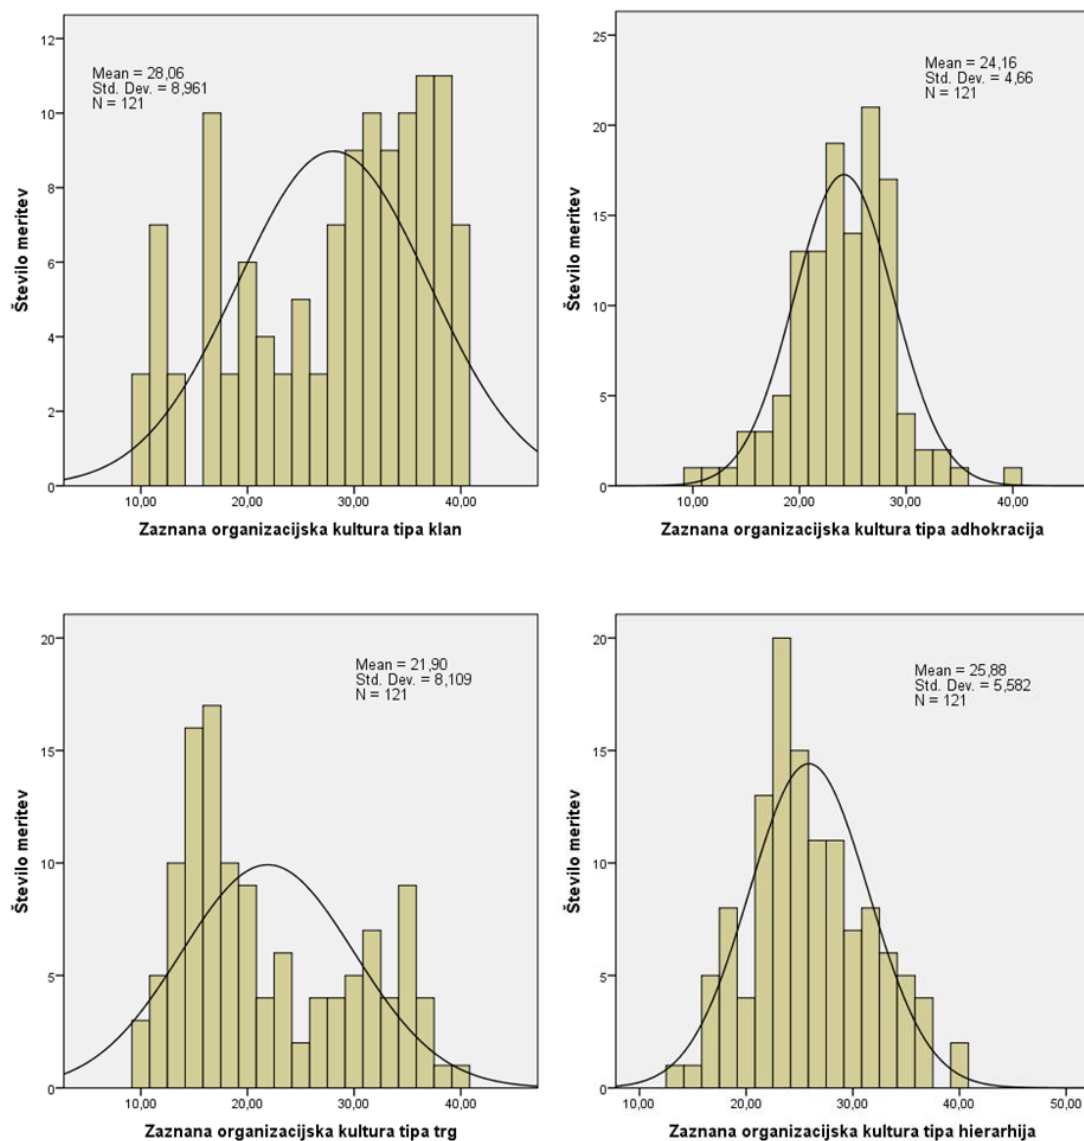 Mean = 28,06
Std. Dev. = 8,961
N = 121
12
10
8
6
4
2
0
Število meritev
10,00 20,00 30,00 40,00
Zaznana organizacijska kultura tipa klan
Mean = 24,16
Std. Dev. = 4,66
N = 121
25
20
15
10
5
0
Število meritev
10,00 20,00 30,00 40,00
Zaznana organizacijska kultura tipa adhokracija
Mean = 21,90
Std. Dev. = 8,109
N = 121
20
15
10
5
0
Število meritev
10,00 20,00 30,00 40,00
Zaznana organizacijska kultura tipa trg
Mean = 25,88
Std. Dev. = 5,582
N = 121
20
15
10
5
0
Število meritev
10,00 20,00 30,00 40,00 50,00
Zaznana organizacijska kultura tipa hierarhija